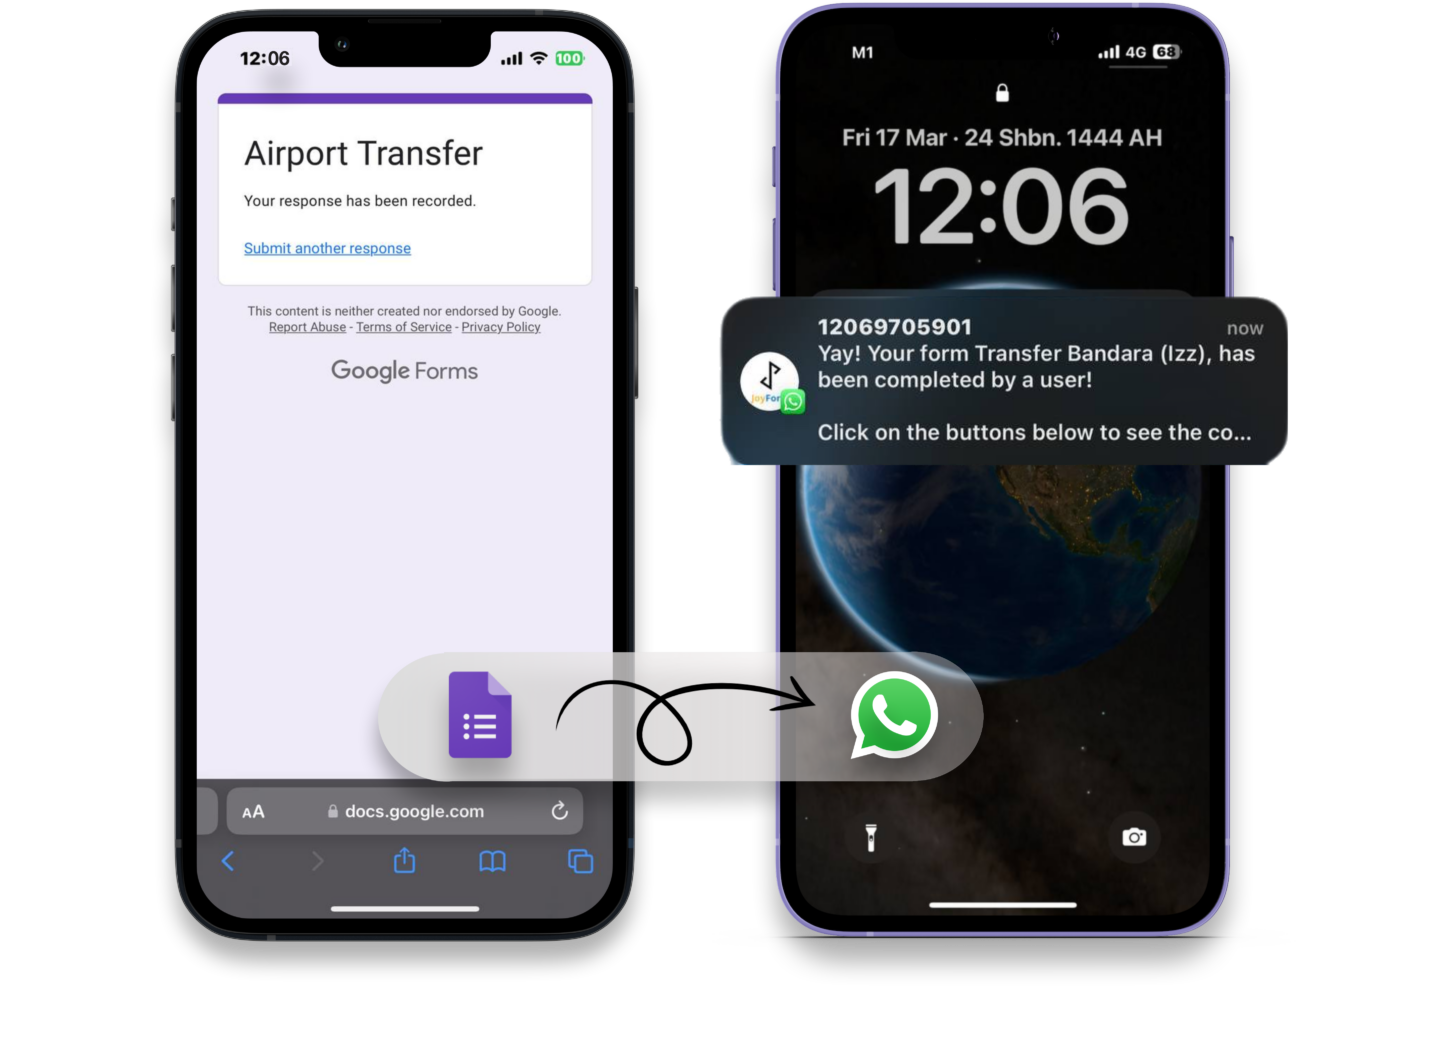 12:06
100
Airport Transfer
Your response has been recorded.
Submit another response
This content is neither created nor endorsed by Google.
Report Abuse - Terms of Service - Privacy Policy
Google Forms
AA
docs.google.com
M1
4G 68
Fri 17 Mar · 24 Shbn. 1444 AH
12:06
12069705901
now
Yay! Your form Transfer Bandara (Izz), has
been completed by a user!
Click on the buttons below to see the co...
JoyFor